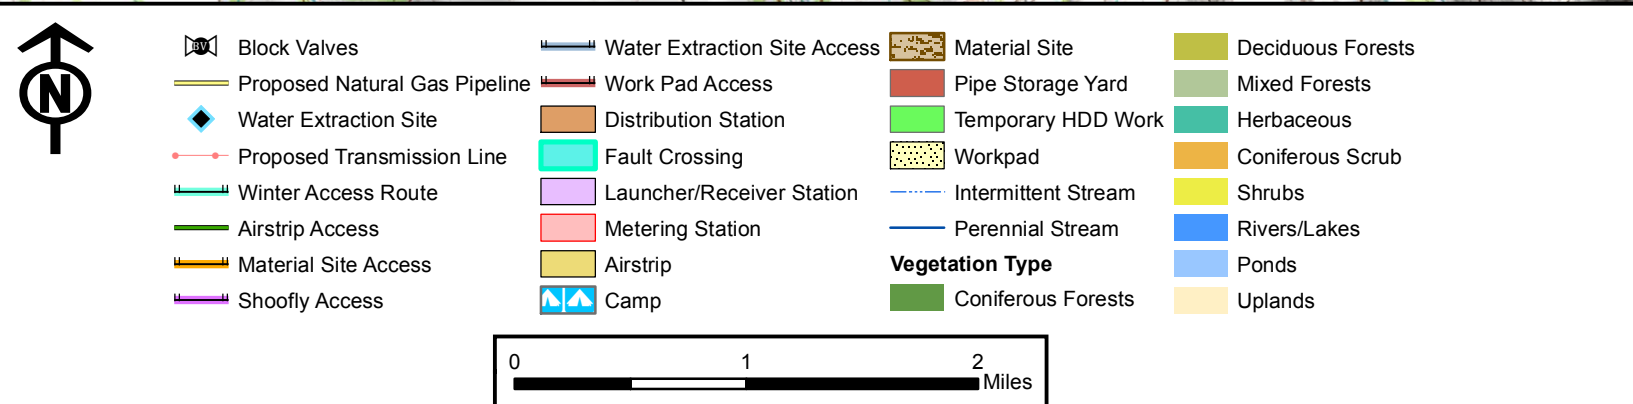 N
BV
Block Valves
Proposed Natural Gas Pipeline
Water Extraction Site
Proposed Transmission Line
Winter Access Route
Airstrip Access
Material Site Access
Shoofly Access
Water Extraction Site Access
Work Pad Access
Distribution Station
Fault Crossing
Launcher/Receiver Station
Metering Station
Airstrip
Camp
Material Site
Pipe Storage Yard
Temporary HDD Work
Workpad
Intermittent Stream
Perennial Stream
Vegetation Type
Coniferous Forests
Deciduous Forests
Mixed Forests
Herbaceous
Coniferous Scrub
Shrubs
Rivers/Lakes
Ponds
Uplands
0 1 2
Miles